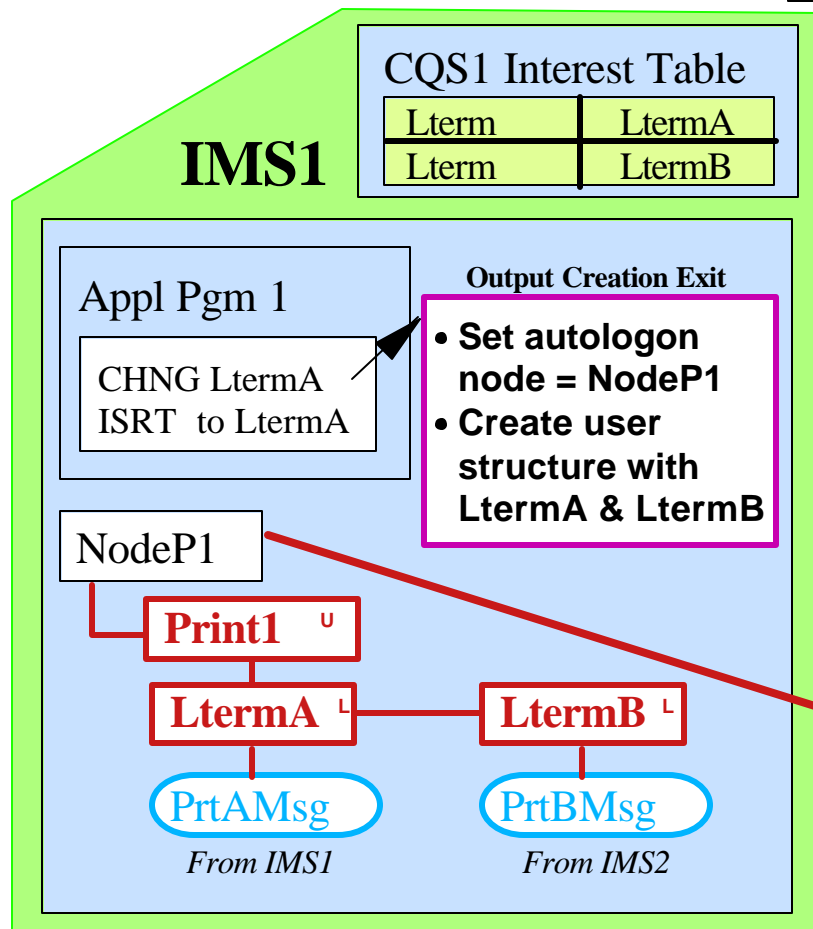 CQS1 Interest Table
Lterm LtermA
Lterm LtermB
IMS1
Appl Pgm 1
CHNG LtermA
ISRT to LtermA
Output Creation Exit
• Set autologon
node = NodeP1
• Create user
structure with
LtermA & LtermB
NodeP1
Print1 U
LtermA L
LtermB L
PrtAMsg
PrtBMsg
From IMS1
From IMS2